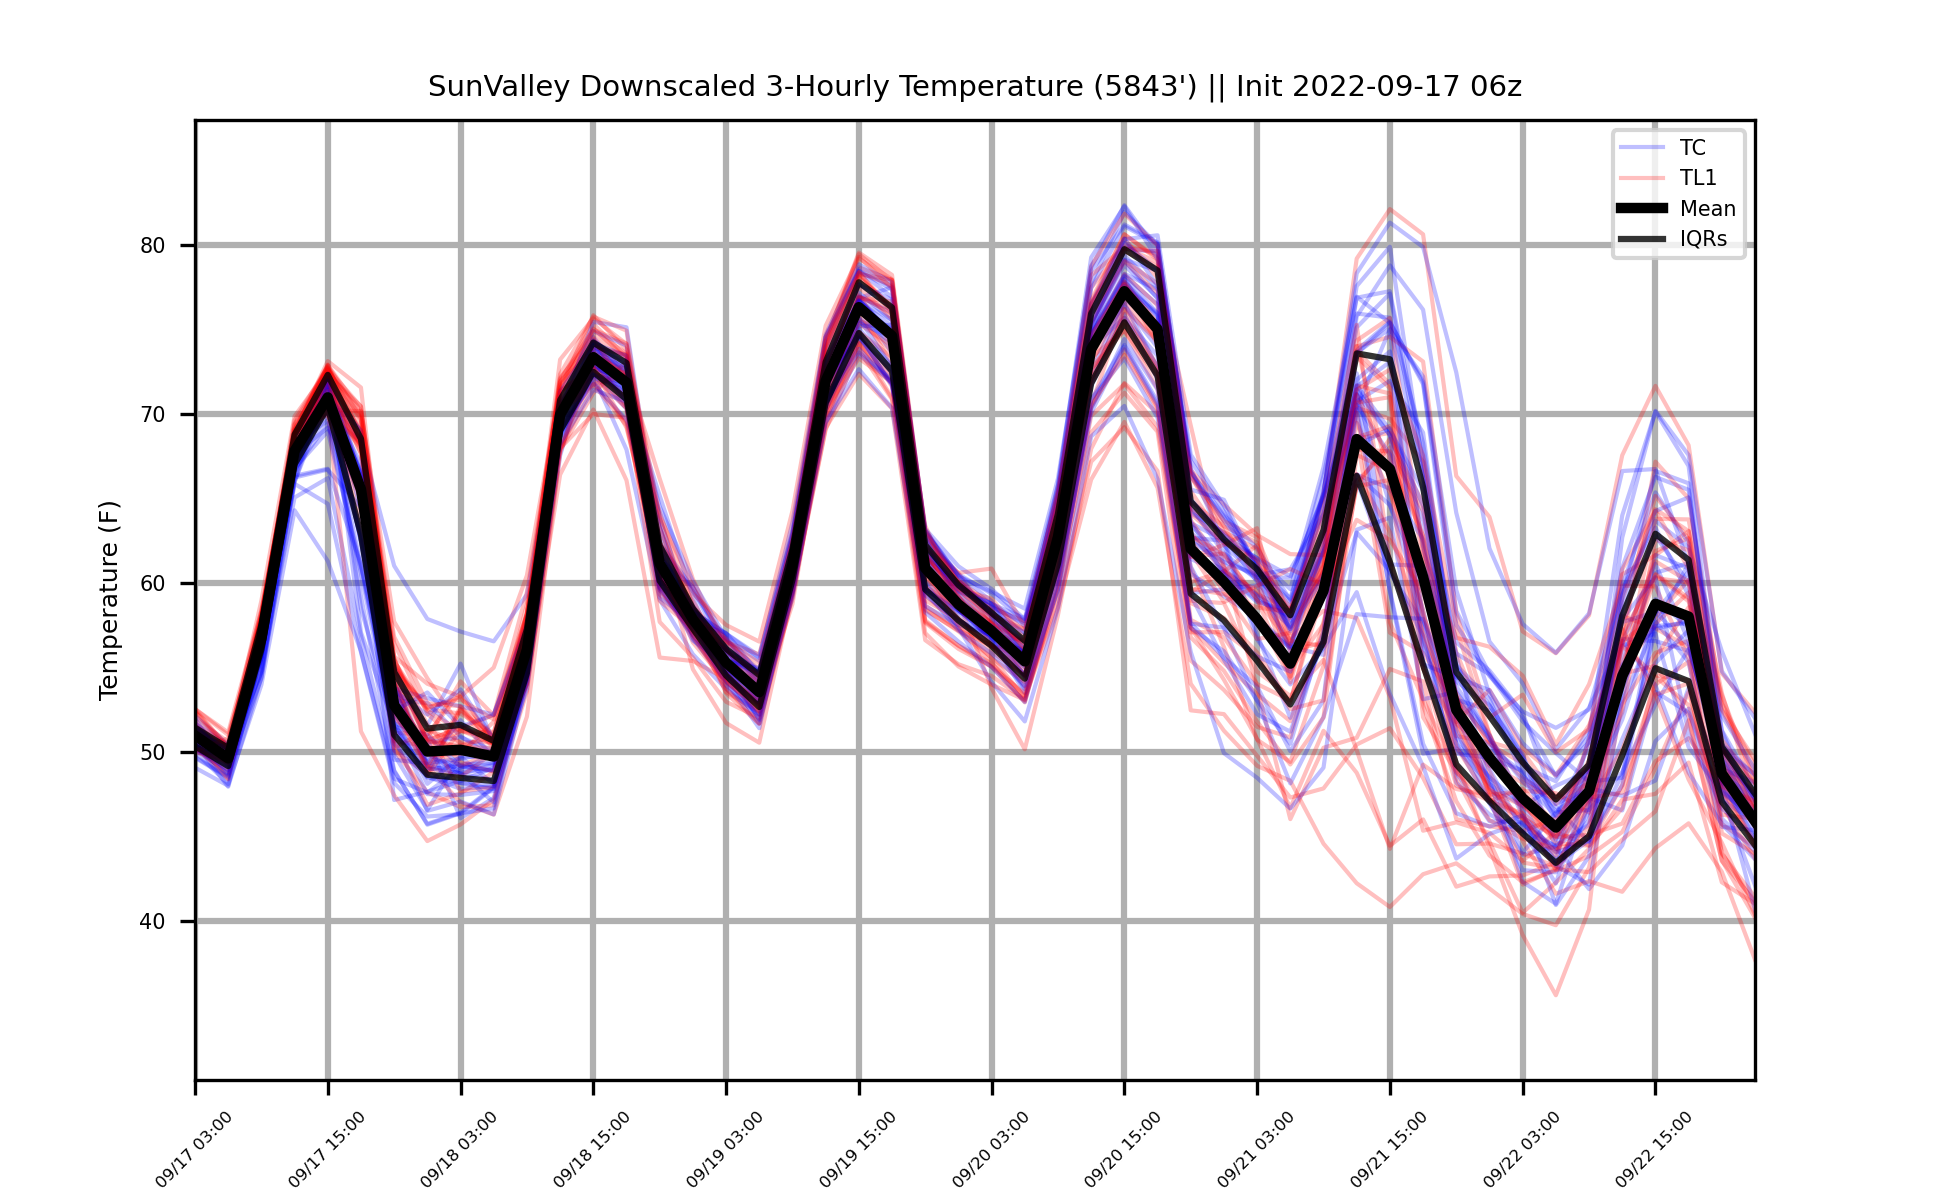 SunValley Downscaled 3-Hourly Temperature (5843') || Init 2022-09-17 06z
TC
TL1
Mean
IQRs
Temperature (F)
80
70
60
50
40
09/17 03:00
09/17 15:00
09/18 03:00
09/18 15:00
09/19 03:00
09/19 15:00
09/20 03:00
09/20 15:00
09/21 03:00
09/21 15:00
09/22 03:00
09/22 15:00